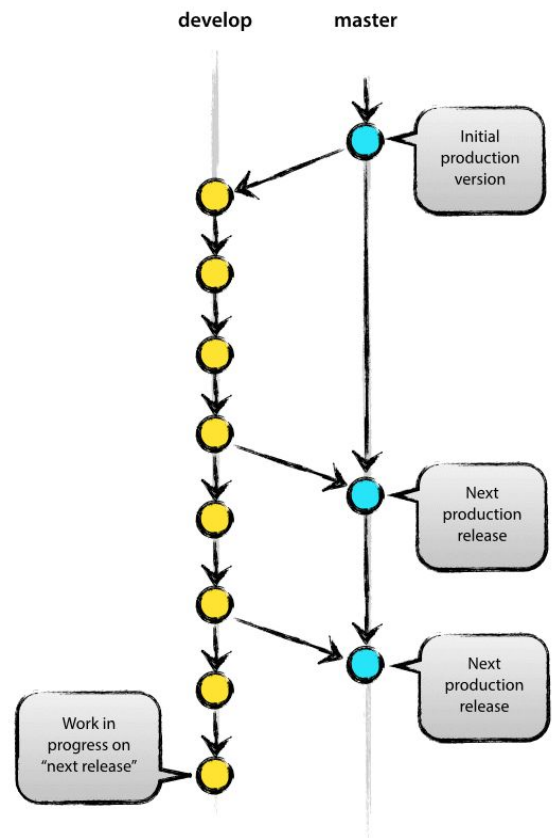 develop
master
Initial
production
version
Next
production
release
Next
production
release
Work in
progress on
“next release”